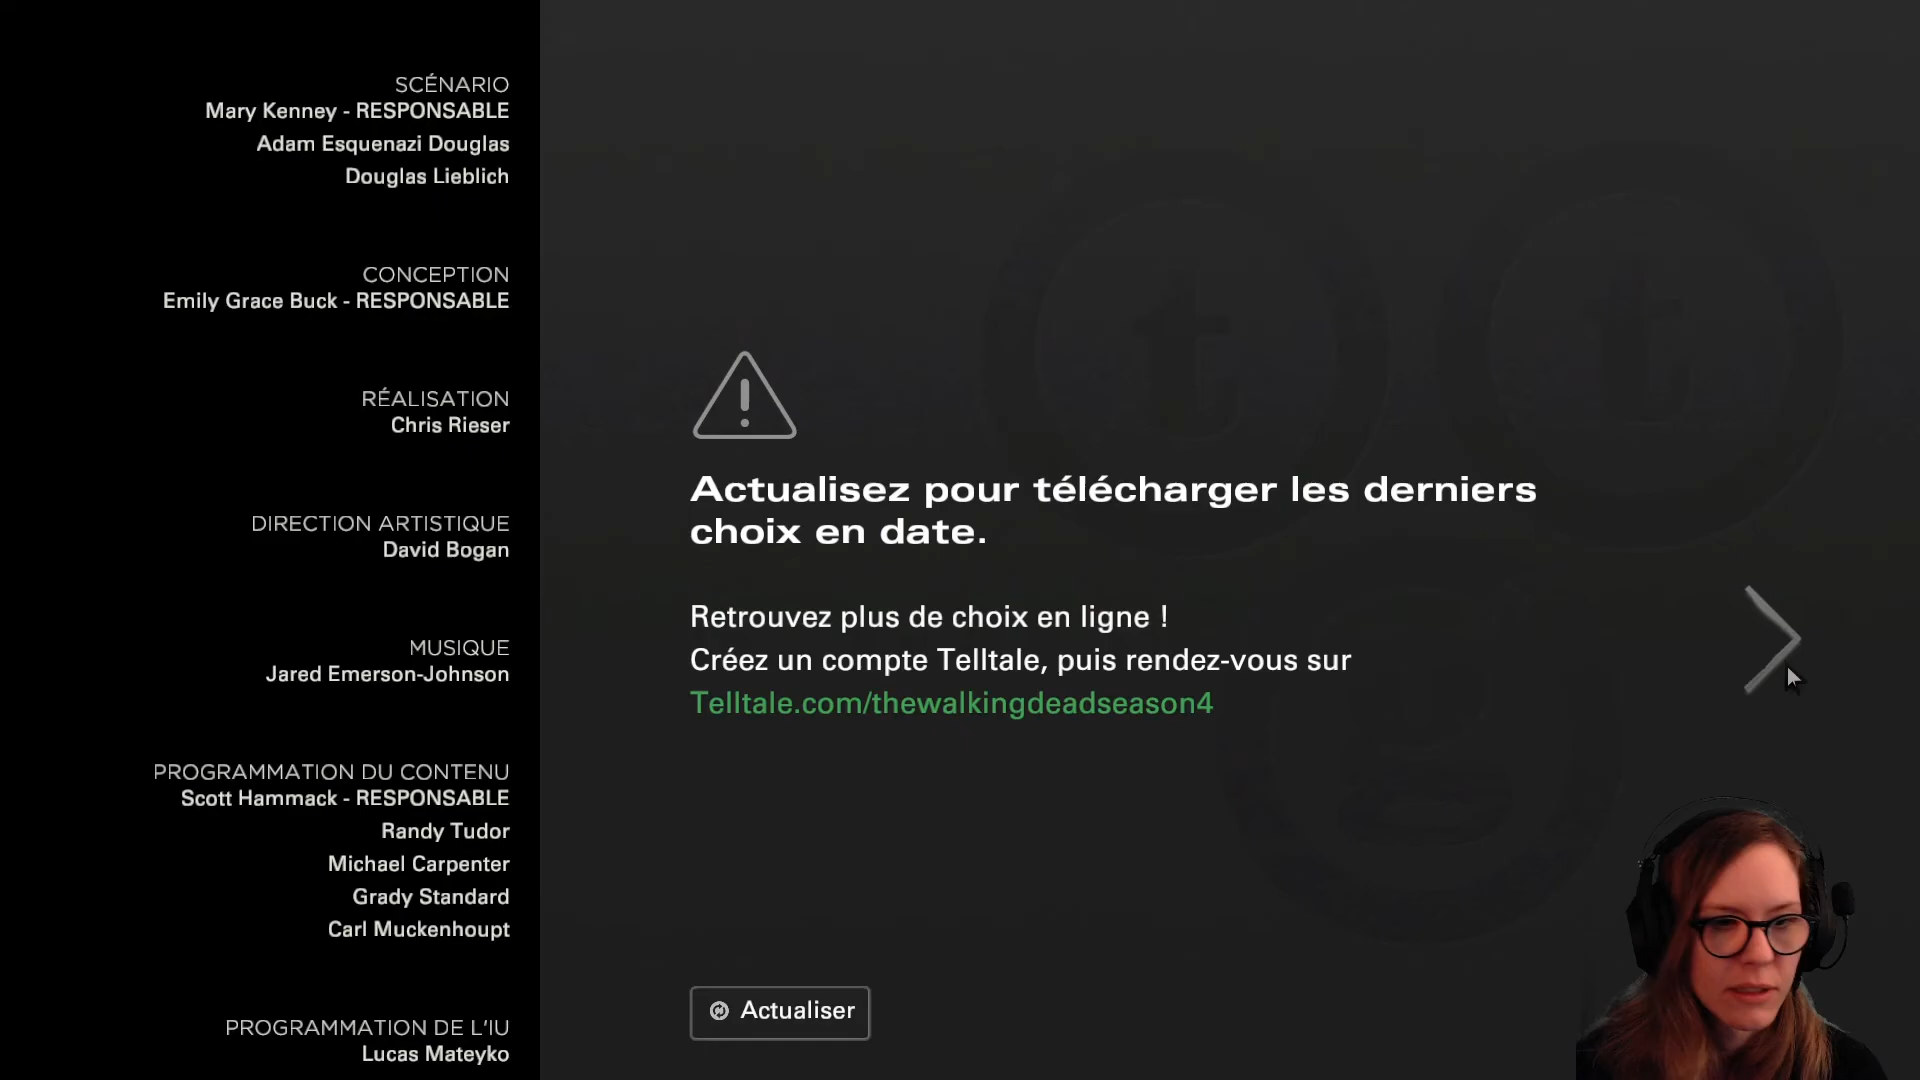 SCÉNARIO
Mary Kenney - RESPONSABLE
Adam Esquenazi Douglas
Douglas Lieblich
CONCEPTION
Emily Grace Buck - RESPONSABLE
RÉALISATION
Chris Rieser
DIRECTION ARTISTIQUE
David Bogan
MUSIQUE
Jared Emerson-Johnson
PROGRAMMATION DU CONTENU
Scott Hammack - RESPONSABLE
Randy Tudor
Michael Carpenter
Grady Standard
Carl Muckenhoupt
PROGRAMMATION DE L'IU
Lucas Mateyko
Actualisez pour télécharger les derniers
choix en date.
Retrouvez plus de choix en ligne !
Créez un compte Telltale, puis rendez-vous sur
Telltale.com/thewalkingdeadseason4
Actualiser
t
t
g